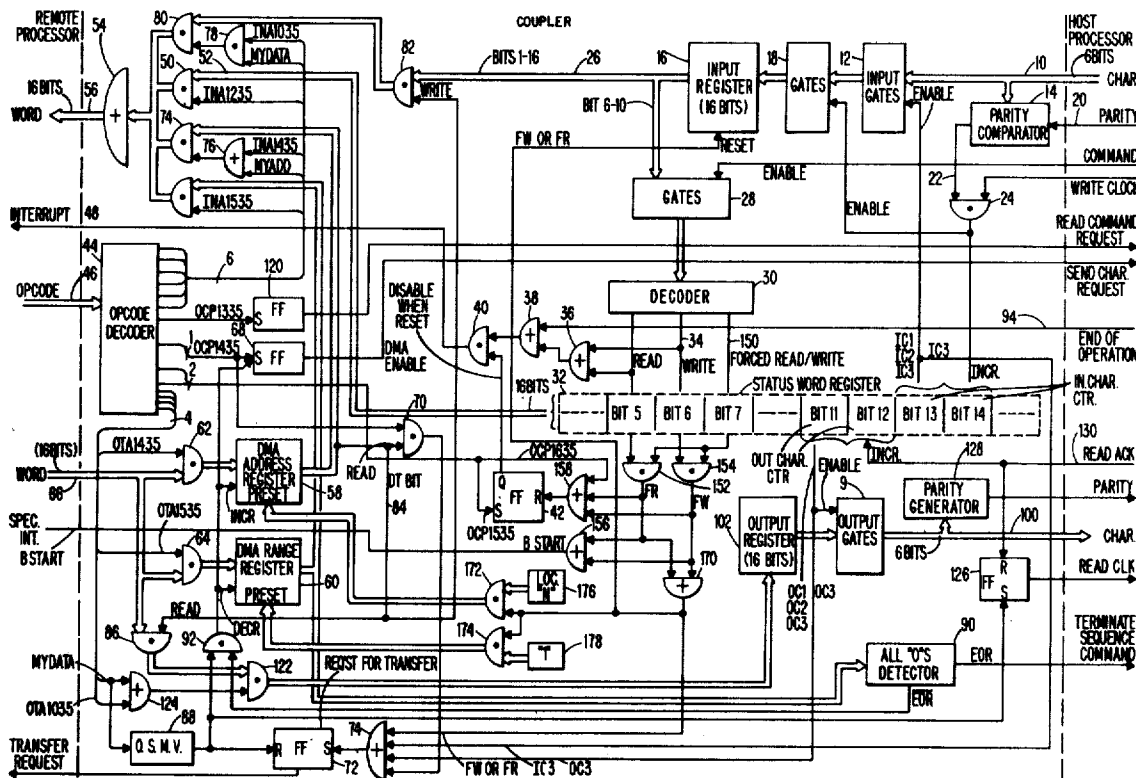 REMOTE PROCESSOR
COUPLER
HOST PROCESSOR
54
80
78
INA1035
MYDATA
50
52
82
WRITE
BITS 1-16
26
16
INPUT REGISTER (16 BITS)
18
GATES
12
INPUT GATES
ENABLE
10
6BITS
CHAR
14
PARITY COMPARATOR
20
PARITY
16BITS
56
WORD
INA1235
74
76
INA1435
MYADD
INA1535
BIT 6-10
FW OR FR
RESET
ENABLE
ENABLE
22
24
COMMAND
WRITE CLOCK
GATES
28
INTERRUPT
48
READ COMMAND REQUEST
SEND CHAR. REQUEST
44
46
OPCODE
OPCODE DECODER
6
120
FF
S
OCP1335
68
FF
S
OCP1435
1
2
4
DISABLE WHEN RESET
DMA ENABLE
40
38
36
DECODER
30
34
150
READ
WRITE
FORCED READ/WRITE
94
END OF OPERATION
IC1
IC2
IC3
IC3
INCR.
IN.CHAR. CTR.
16BITS
32
STATUS WORD REGISTER
BIT 5
BIT 6
BIT 7
BIT 11
BIT 12
BIT 13
BIT 14
OUT CHAR. CTR
INCR.
130
READ ACK
OTA1435
62
(16BITS)
WORD
66
DMA ADDRESS REGISTER
PRESET
58
INCR
70
READ
DT BIT
84
OCP1635
158
Q
FF
R
S
42
OCP1535
FR
152
FW
154
ENABLE
9
OUTPUT GATES
128
PARITY GENERATOR
PARITY
100
CHAR.
6BITS
SPEC. INT.
B START
OTA1535
64
DMA RANGE REGISTER
PRESET
60
B START
156
170
102
OUTPUT REGISTER (16 BITS)
OC1
OC2
OC3
OC3
126
FF
R
S
READ CLK
READ
DECR
86
92
172
LOC. "N"
176
174
"T"
178
REQ'ST FOR TRANSFER
122
90
ALL "0"S DETECTOR
EOR
EOR
TERMINATE SEQUENCE COMMAND
MYDATA
124
OTA1035
88
O.S.M.V.
R
FF
S
72
74
TRANSFER REQUEST
FW OR FR
IC3
OC3